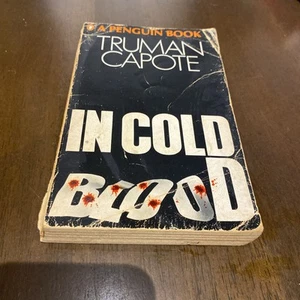 A PENGUIN BOOK
TRUMAN
CAPOTE
IN COLD
BLOOD